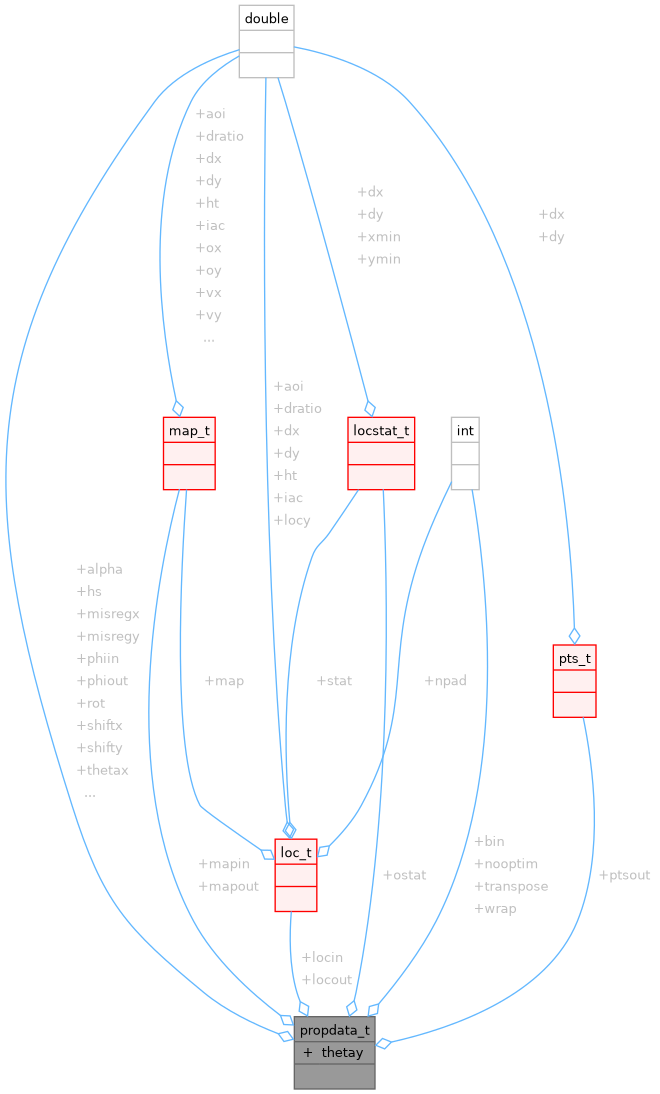 double
+aoi
+dratio
+dx
+dy
+ht
+iac
+ox
+oy
+vx
+vy
...
+dx
+dy
+xmin
+ymin
+dx
+dy
+aoi
+dratio
+dx
+dy
+ht
+iac
+locy
map_t
locstat_t
int
+alpha
+hs
+misregx
+misregy
+phiin
+phiout
+rot
+shiftx
+shifty
+thetax
...
+map
+stat
+npad
pts_t
loc_t
+mapin
+mapout
+ostat
+bin
+nooptim
+transpose
+wrap
+ptsout
+locin
+locout
propdata_t
+ thetay